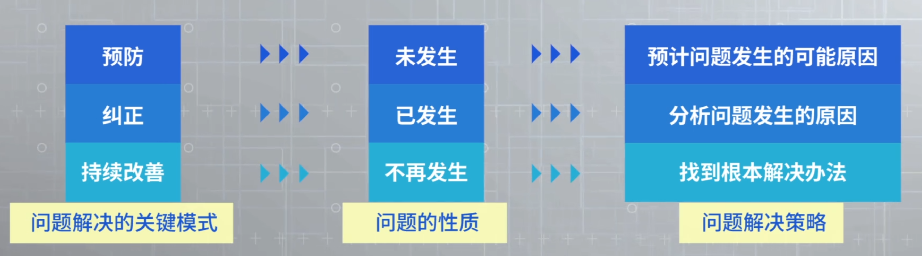 预防 未发生 预计问题发生的可能原因
纠正 已发生 分析问题发生的原因
持续改善 不再发生 找到根本解决办法
问题解决的关键模式 问题的性质 问题解决策略